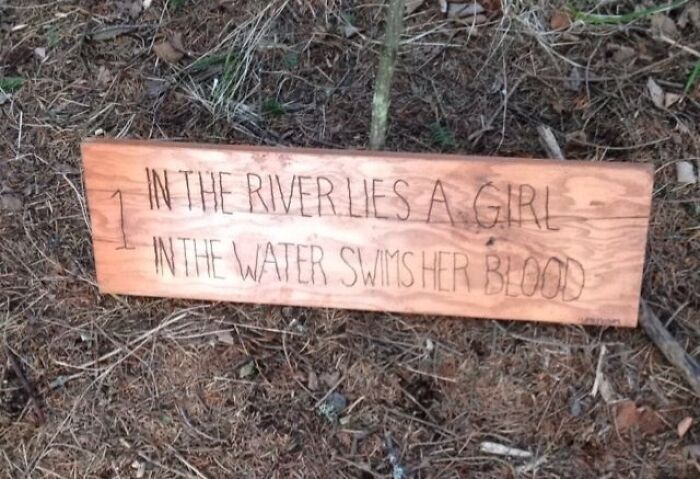 1 IN THE RIVER LIES A GIRL
IN THE WATER SWIMS HER BLOOD